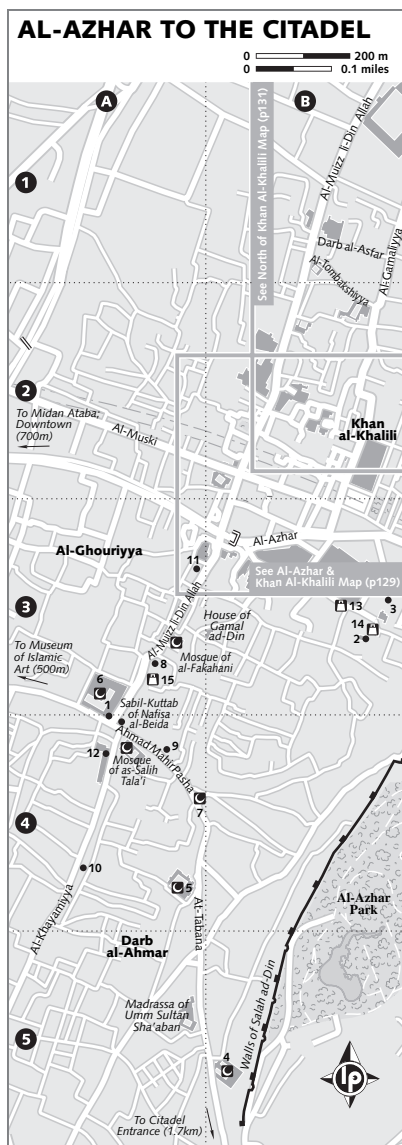 AL-AZHAR TO THE CITADEL
0 200 m
0 0.1 miles
A
B
1
See North of Khan Al-Khalili Map (p131)
Al-Muizz li-Din Allah
Darb al-Asfar
Al-Tombakshiyya
Al-Gamaliyya
2
To Midan Ataba;
Downtown
(700m)
Al-Muski
Khan
al-Khalili
Al-Azhar
Al-Ghouriyya
11
See Al-Azhar &
Khan Al-Khalili Map (p129)
3
13
3
14
2
Al-Muizz li-Din Allah
House of
Gamal
ad-Din
To Museum
of Islamic
Art (500m)
8
Mosque of
al-Fakahani
6
15
1
Sabil-Kuttab
of Nafisa
al-Beida
Ahmad Mahir Pasha
12
9
Mosque
of as-Salih
Tala'i
7
4
10
5
Al-Khayamiyya
Al-Tabana
Al-Azhar
Park
Darb
al-Ahmar
Madrassa of
Umm Sultan
Sha'aban
Walls of Salah ad-Din
5
4
lp
To Citadel
Entrance (1.7km)